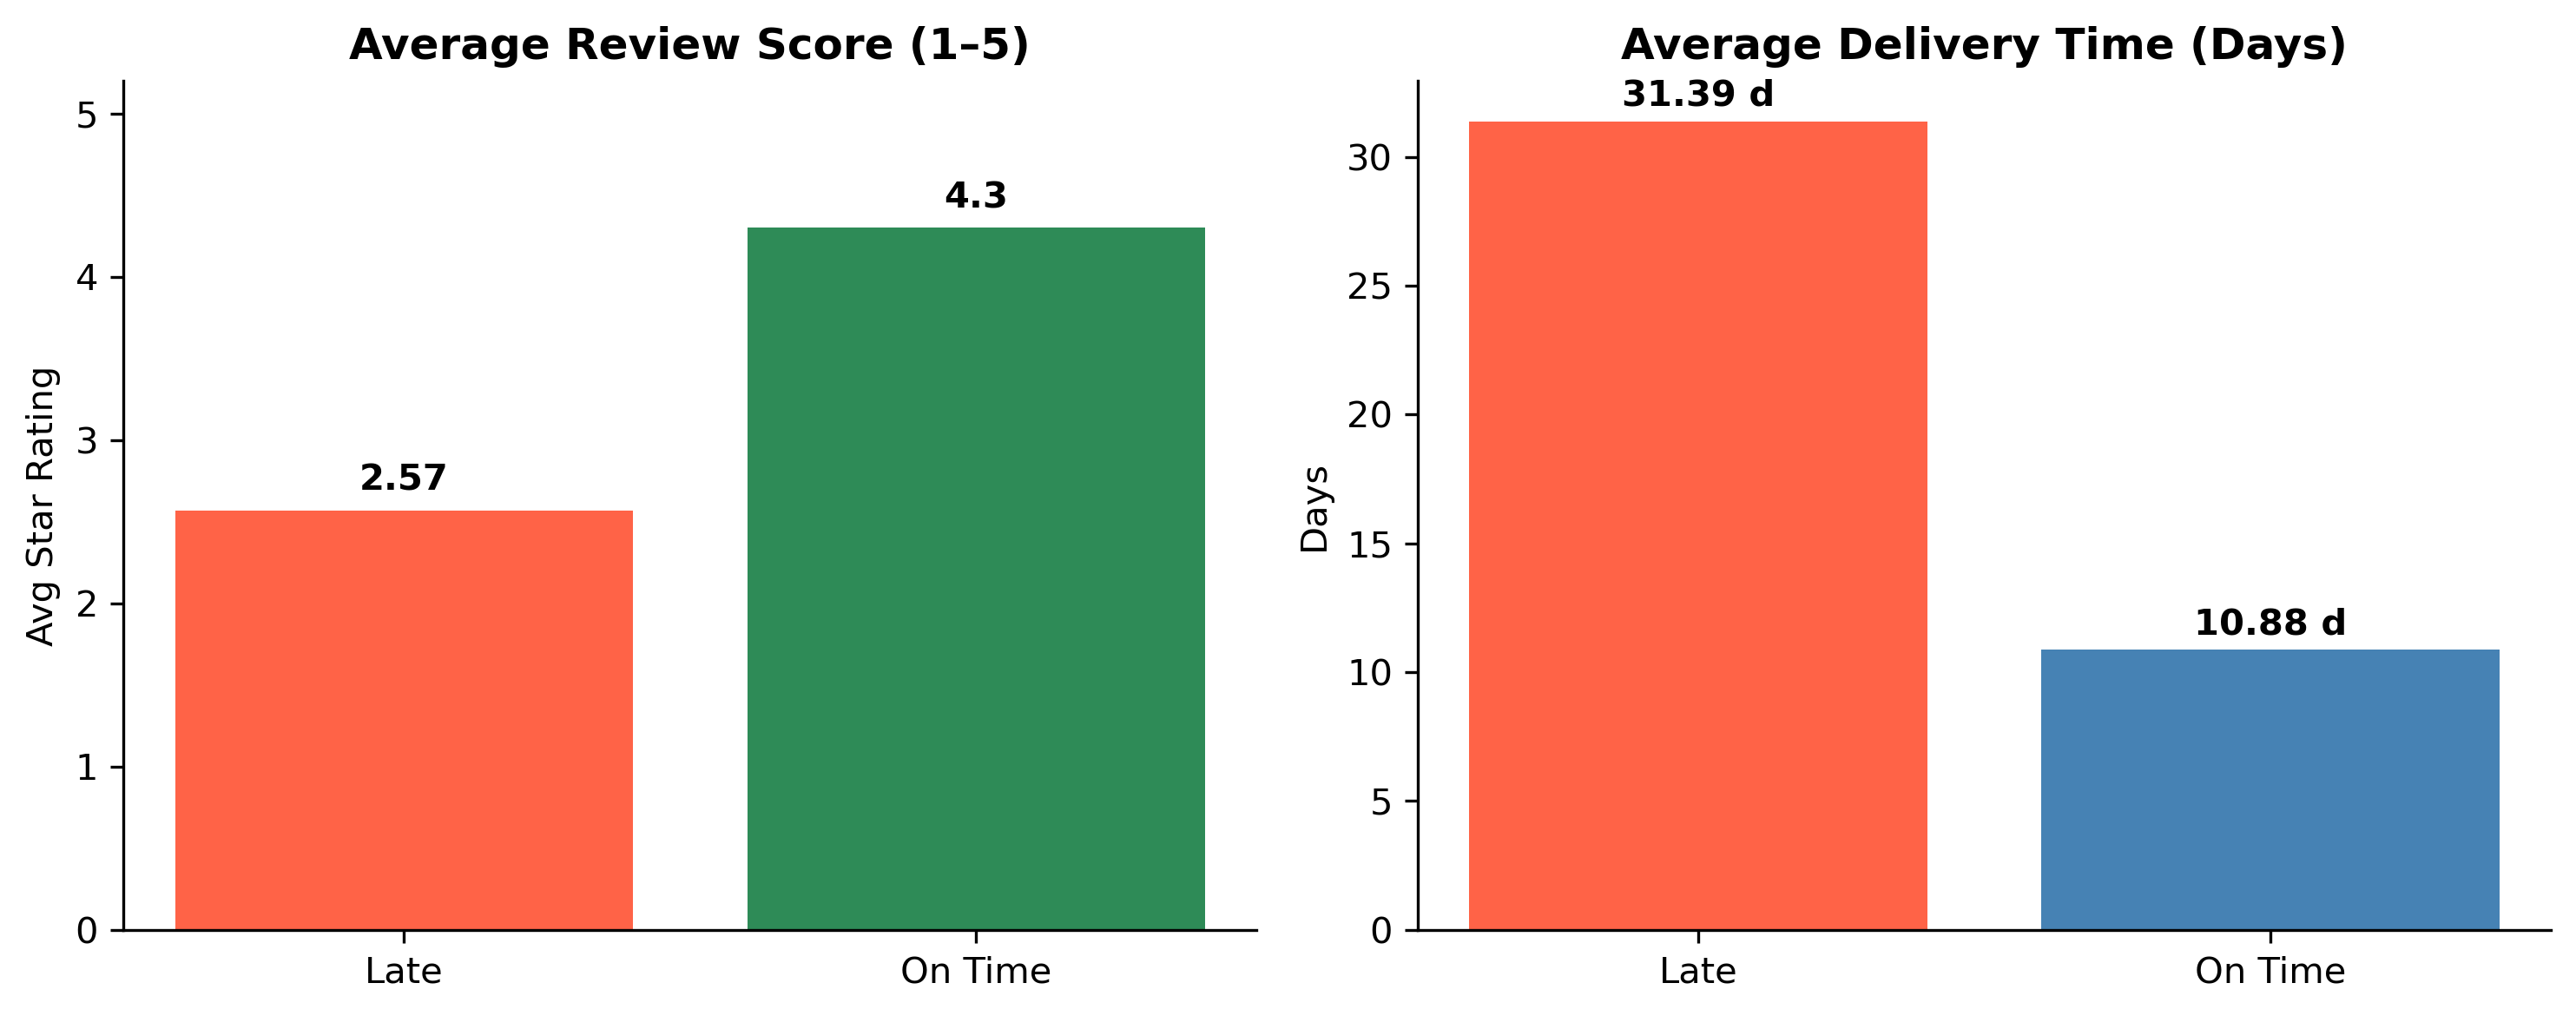 Average Review Score (1–5)
Avg Star Rating
5
4
3
2
1
0
2.57
4.3
Late
On Time
Average Delivery Time (Days)
Days
30
25
20
15
10
5
0
31.39 d
10.88 d
Late
On Time